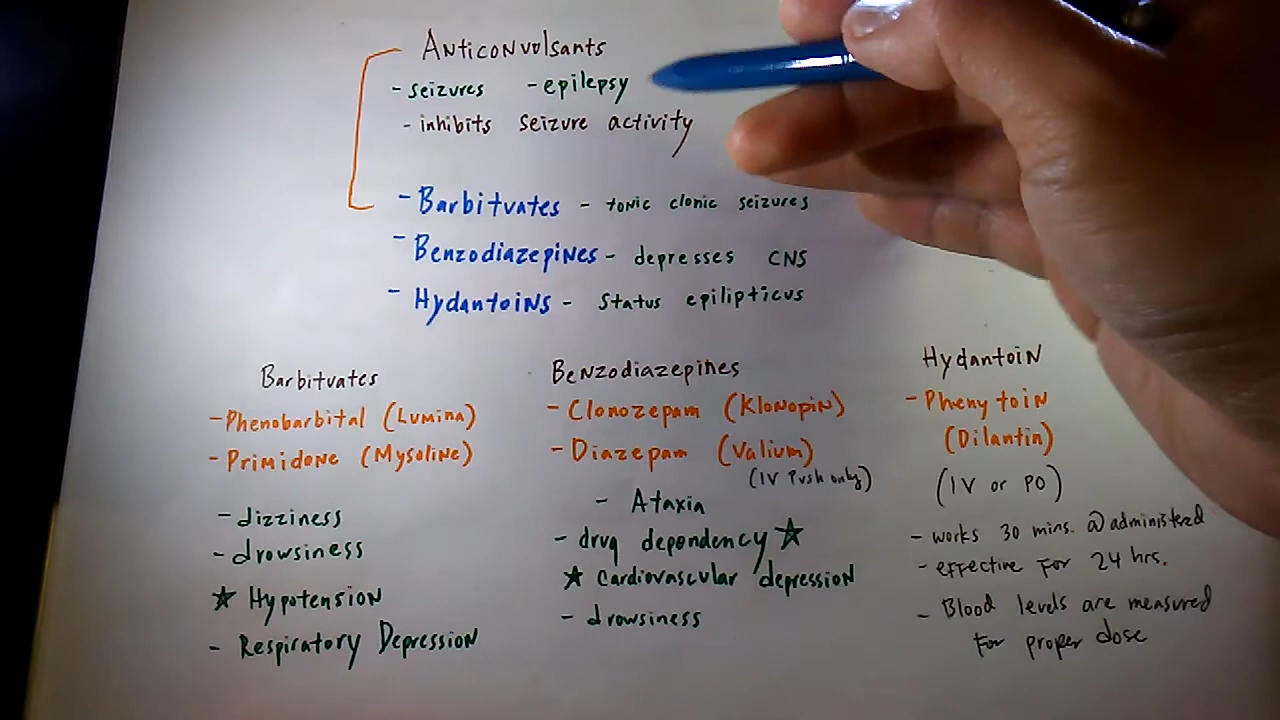 Anticonvulsants
- seizures - epilepsy
- inhibits seizure activity
- Barbituates - tonic clonic seizures
- Benzodiazepines - depresses CNS
- Hydantoins - Status epilipticus
Barbituates
- Phenobarbital (Lumina)
- Primidone (Mysoline)
- dizziness
- drowsiness
★ Hypotension
- Respiratory Depression
Benzodiazepines
- Clonozepam (Klonopin)
- Diazepam (Valium)
(IV Push only)
- Ataxia
- drug dependency ★
★ Cardiovascular depression
- drowsiness
Hydantoin
- Phenytoin
(Dilantin)
(IV or PO)
- works 30 mins. @ administered
- effective for 24 hrs.
- Blood levels are measured
for proper dose